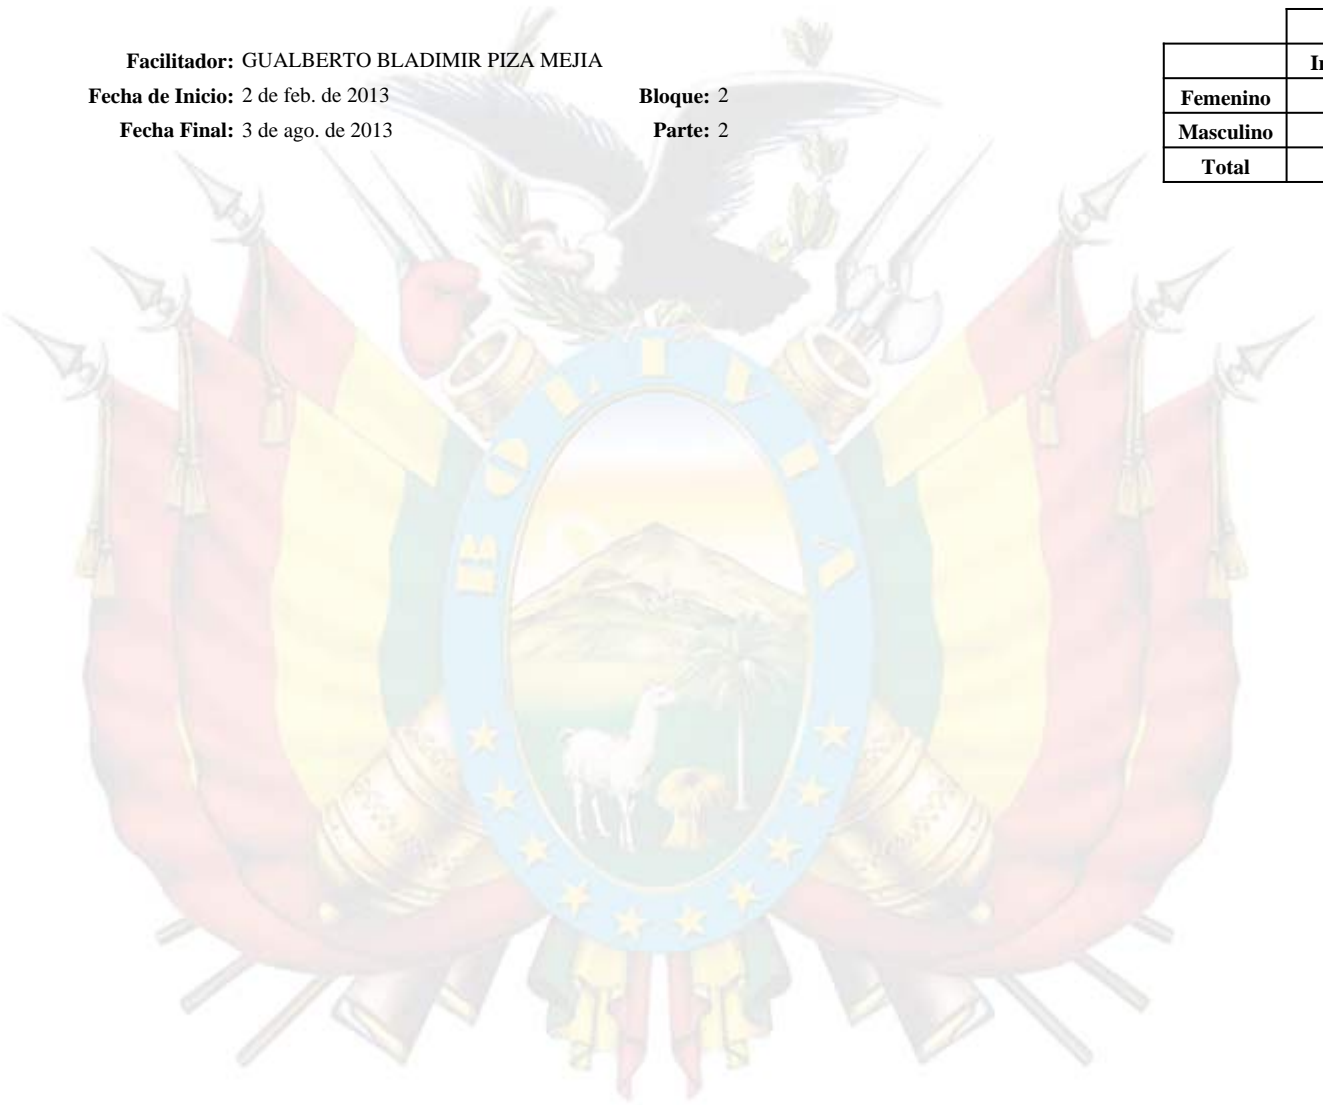 Facilitador: GUALBERTO BLADIMIR PIZA MEJIA
Fecha de Inicio: 2 de feb. de 2013 Bloque: 2
Fecha Final: 3 de ago. de 2013 Parte: 2
Femenino
Masculino
Total
BOLIVIA